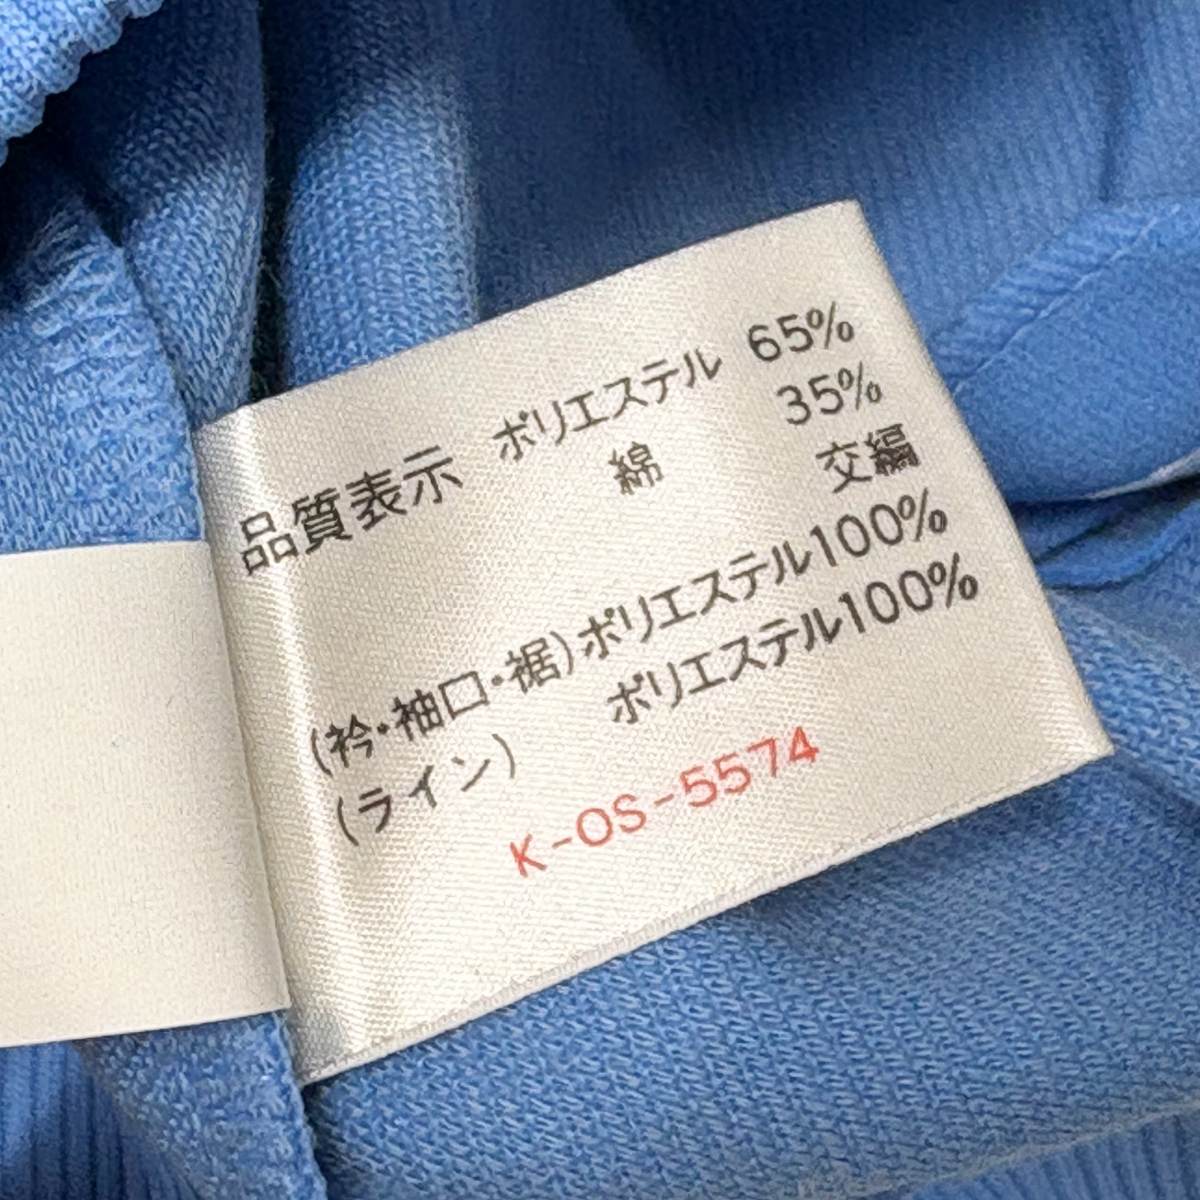 品質表示 ポリエステル 65%
綿 35%
交編
(衿・袖口・裾)ポリエステル100%
(ライン) ポリエステル100%
K-OS-5574